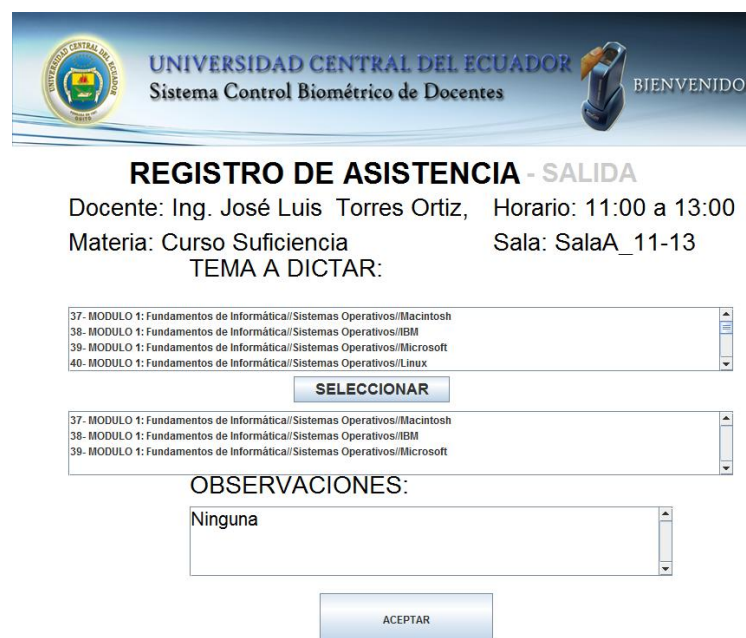 UNIVERSIDAD CENTRAL DEL ECUADOR
Sistema Control Biométrico de Docentes
BIENVENIDO
REGISTRO DE ASISTENCIA - SALIDA
Docente: Ing. José Luis Torres Ortiz, Horario: 11:00 a 13:00
Materia: Curso Suficiencia Sala: SalaA_11-13
TEMA A DICTAR:
37- MODULO 1: Fundamentos de Informática//Sistemas Operativos//Macintosh
38- MODULO 1: Fundamentos de Informática//Sistemas Operativos//IBM
39- MODULO 1: Fundamentos de Informática//Sistemas Operativos//Microsoft
40- MODULO 1: Fundamentos de Informática//Sistemas Operativos//Linux
SELECCIONAR
37- MODULO 1: Fundamentos de Informática//Sistemas Operativos//Macintosh
38- MODULO 1: Fundamentos de Informática//Sistemas Operativos//IBM
39- MODULO 1: Fundamentos de Informática//Sistemas Operativos//Microsoft
OBSERVACIONES:
Ninguna
ACEPTAR